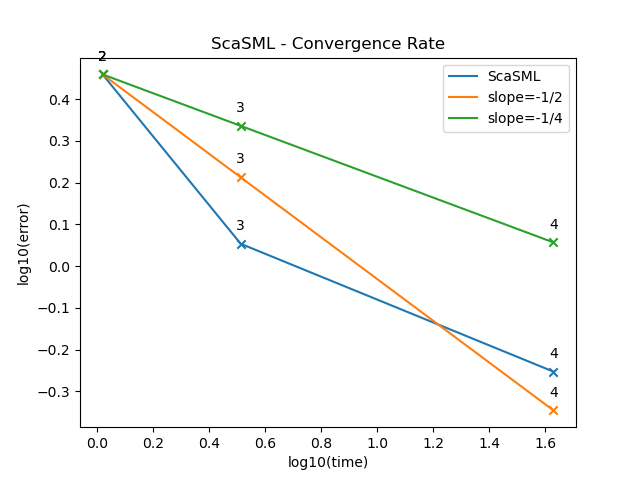 ScaSML - Convergence Rate
2
ScaSML
slope=-1/2
slope=-1/4
3
3
3
4
4
4
0.4
0.3
0.2
0.1
0.0
−0.1
−0.2
−0.3
log10(error)
0.0 0.2 0.4 0.6 0.8 1.0 1.2 1.4 1.6
log10(time)